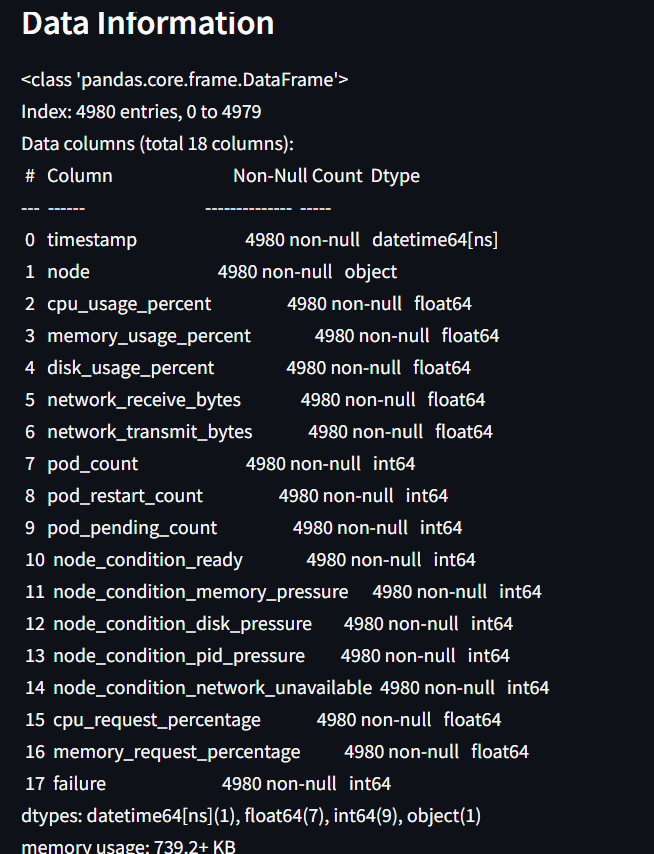 Data Information
<class 'pandas.core.frame.DataFrame'>
Index: 4980 entries, 0 to 4979
Data columns (total 18 columns):
# Column Non-Null Count Dtype
--- ------ -------------- -----
0 timestamp 4980 non-null datetime64[ns]
1 node 4980 non-null object
2 cpu_usage_percent 4980 non-null float64
3 memory_usage_percent 4980 non-null float64
4 disk_usage_percent 4980 non-null float64
5 network_receive_bytes 4980 non-null float64
6 network_transmit_bytes 4980 non-null float64
7 pod_count 4980 non-null int64
8 pod_restart_count 4980 non-null int64
9 pod_pending_count 4980 non-null int64
10 node_condition_ready 4980 non-null int64
11 node_condition_memory_pressure 4980 non-null int64
12 node_condition_disk_pressure 4980 non-null int64
13 node_condition_pid_pressure 4980 non-null int64
14 node_condition_network_unavailable 4980 non-null int64
15 cpu_request_percentage 4980 non-null float64
16 memory_request_percentage 4980 non-null float64
17 failure 4980 non-null int64
dtypes: datetime64[ns](1), float64(7), int64(9), object(1)
memory usage: 739.2+ KB